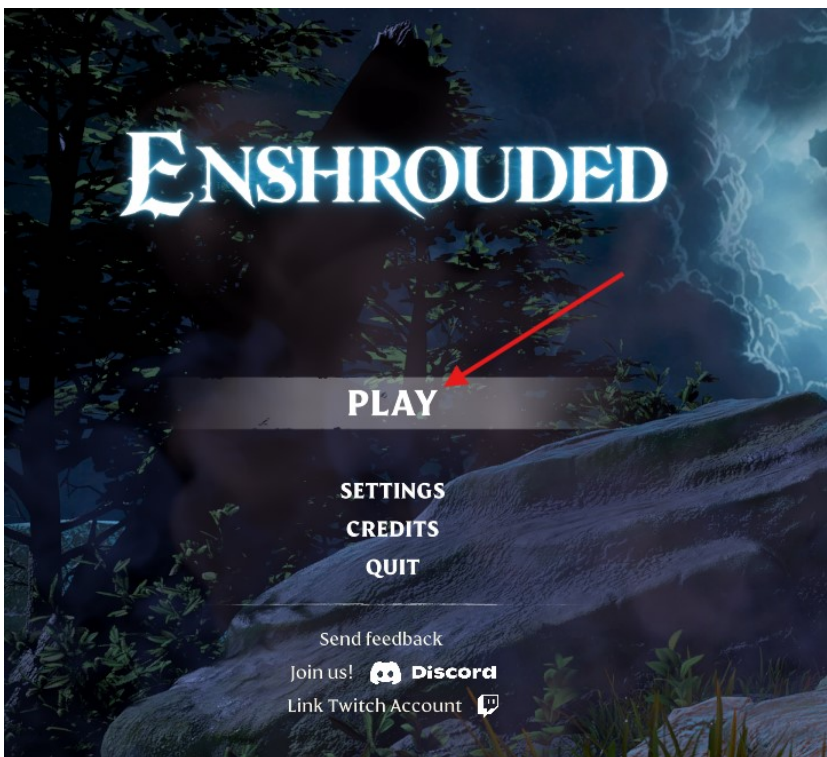 ENSHROUDED
PLAY
SETTINGS
CREDITS
QUIT
Send feedback
Join us! Discord
Link Twitch Account